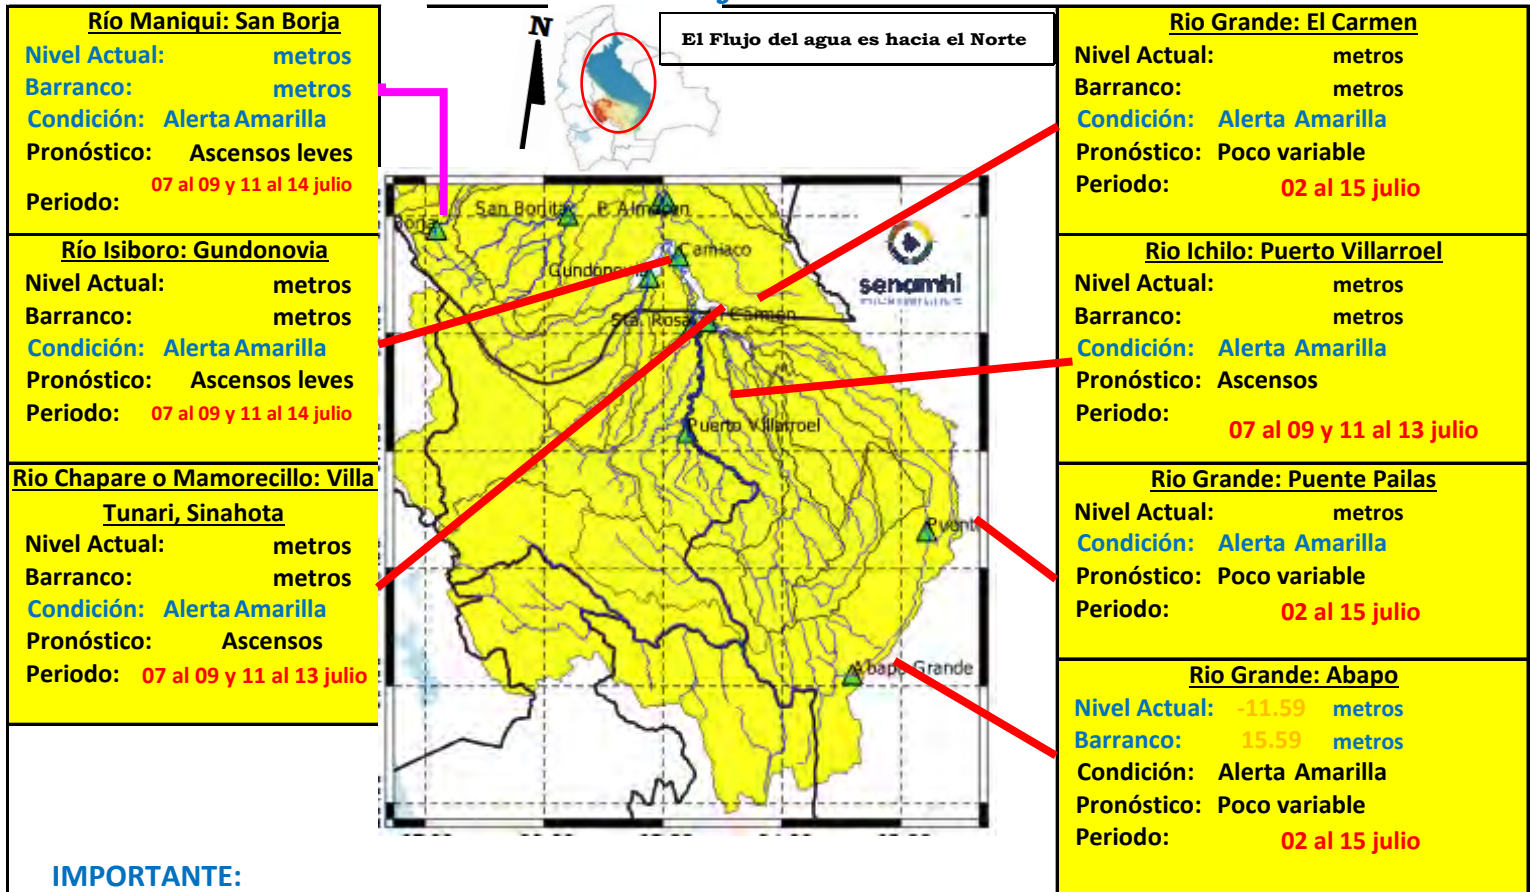 Río Maniqui: San Borja
Nivel Actual: metros
Barranco: metros
Condición: Alerta Amarilla
Pronóstico: Ascensos leves
07 al 09 y 11 al 14 julio
Periodo:
Río Isiboro: Gundonovia
Nivel Actual: metros
Barranco: metros
Condición: Alerta Amarilla
Pronóstico: Ascensos leves
Periodo: 07 al 09 y 11 al 14 julio
Rio Chapare o Mamorecillo: Villa
Tunari, Sinahota
Nivel Actual: metros
Barranco: metros
Condición: Alerta Amarilla
Pronóstico: Ascensos
Periodo: 07 al 09 y 11 al 13 julio
IMPORTANTE:
N
El Flujo del agua es hacia el Norte
San Bonita
P. Almacen
Borja
Camiaco
Gundonovia
senamhi
Sta. Rosa
Carmen
Puerto Villarroel
Puent
Abapo Grande
Rio Grande: El Carmen
Nivel Actual: metros
Barranco: metros
Condición: Alerta Amarilla
Pronóstico: Poco variable
Periodo: 02 al 15 julio
Rio Ichilo: Puerto Villarroel
Nivel Actual: metros
Barranco: metros
Condición: Alerta Amarilla
Pronóstico: Ascensos
Periodo:
07 al 09 y 11 al 13 julio
Rio Grande: Puente Pailas
Nivel Actual: metros
Condición: Alerta Amarilla
Pronóstico: Poco variable
Periodo: 02 al 15 julio
Rio Grande: Abapo
Nivel Actual: -11.59 metros
Barranco: 15.59 metros
Condición: Alerta Amarilla
Pronóstico: Poco variable
Periodo: 02 al 15 julio